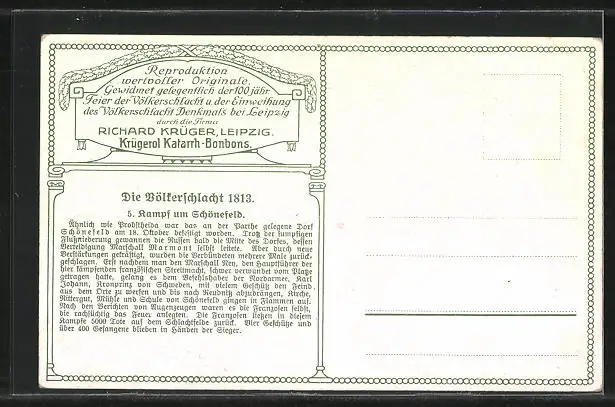 Reproduktion
wertvoller Originale,
Gewidmet gelegentlich der 100 jähr.
Feier der Völkerschlacht u. der Einweihung
des Völkerschlacht Denkmals bei Leipzig
durch die Firma
RICHARD KRÜGER, LEIPZIG.
Krügerol Katarrh-Bonbons.
Die Völkerschlacht 1813.
5. Kampf um Schönefeld.
Ähnlich wie Probstheida war das an der Parthe gelegene Dorf
Schönefeld am 18. Oktober befestigt worden. Trotz der sumpfigen
Flußniederung gewannen die Russen bald die Mitte des Dorfes, dessen
Verteidigung Marschall Marmont selbst leitete. Aber durch neue
Verstärkungen gekräftigt, wurden die Verbündeten mehrere Male zurück-
geschlagen. Erst nachdem man den Marschall Ney, den Hauptführer der
hier kämpfenden französischen Streitmacht, schwer verwundet vom Platze
getragen hatte, gelang es dem Befehlshaber der Nordarmee, Karl
Johann, Kronprinz von Schweden, mit vielem Geschütz den Feind
aus dem Orte zu werfen und bis nach Reudnitz abzudrängen. Kirche,
Rittergut, Mühle und Schule von Schönefeld gingen in Flammen auf.
Nach den Berichten von Augenzeugen waren es die Franzosen selbst,
die rachsüchtig das Feuer anlegten. Die Franzosen ließen in diesem
Kampfe 5000 Tote auf dem Schlachtfelde zurück. Vier Geschütze und
über 400 Gefangene blieben in Händen der Sieger.